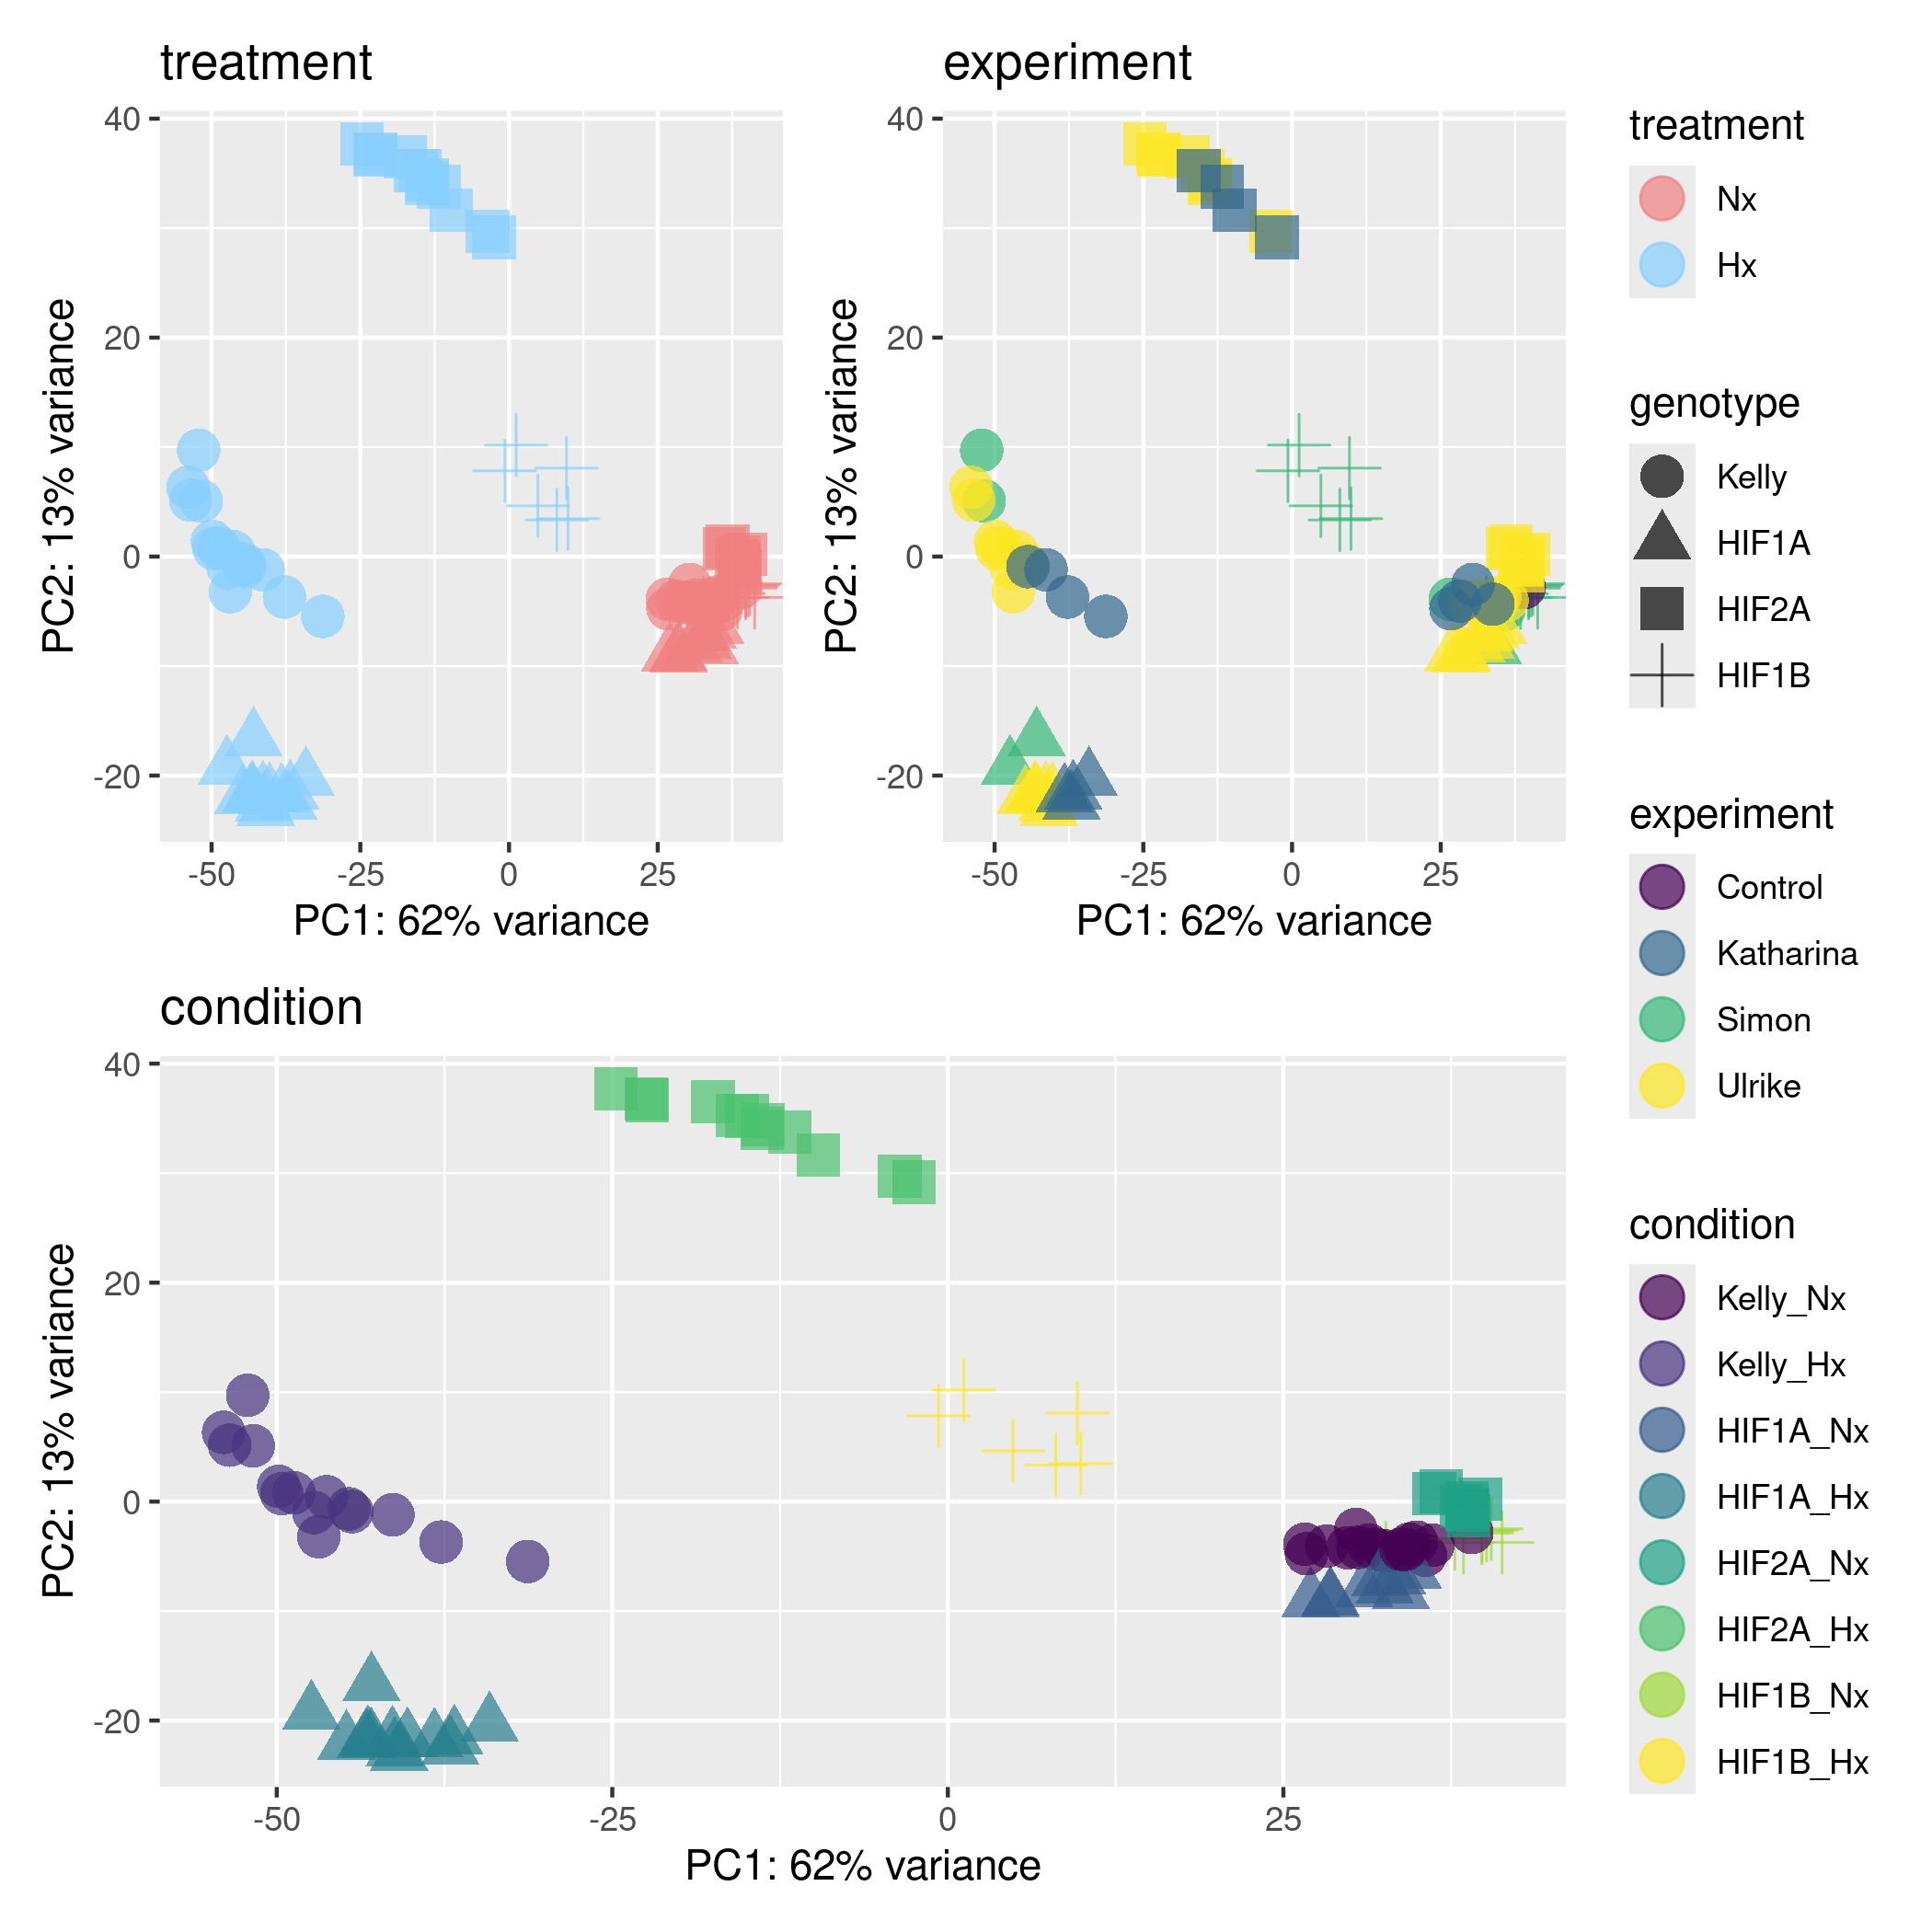 treatment
40
20
0
-20
-50
-25
0
25
PC1: 62% variance
PC2: 13% variance
experiment
40
20
0
-20
-50
-25
0
25
PC1: 62% variance
PC2: 13% variance
condition
40
20
0
-20
-50
-25
0
25
PC1: 62% variance
PC2: 13% variance
treatment
Nx
Hx
genotype
Kelly
HIF1A
HIF2A
HIF1B
experiment
Control
Katharina
Simon
Ulrike
condition
Kelly_Nx
Kelly_Hx
HIF1A_Nx
HIF1A_Hx
HIF2A_Nx
HIF2A_Hx
HIF1B_Nx
HIF1B_Hx